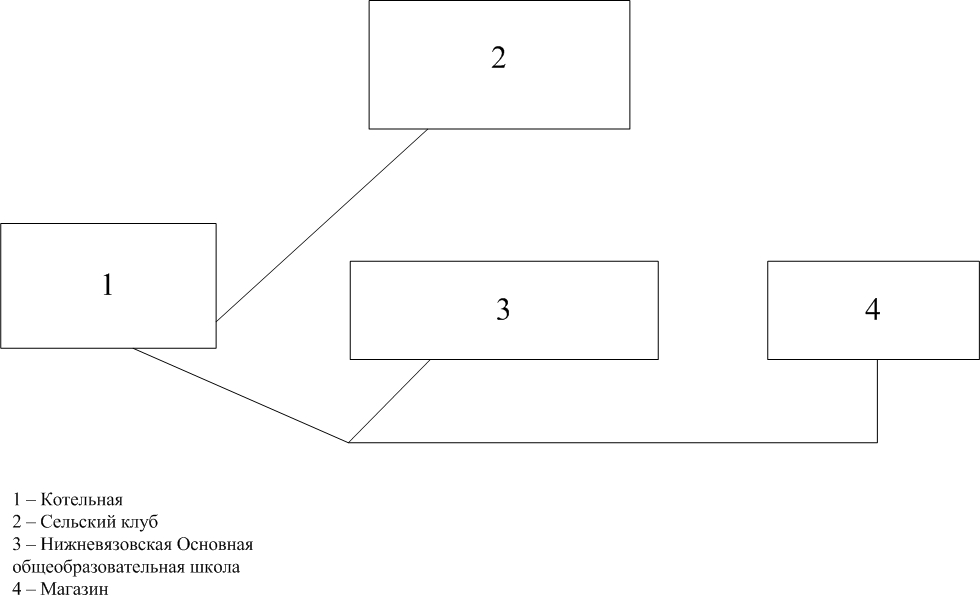 2
1
3
4
1 – Котельная
2 – Сельский клуб
3 – Нижневязовская Основная
общеобразовательная школа
4 – Магазин